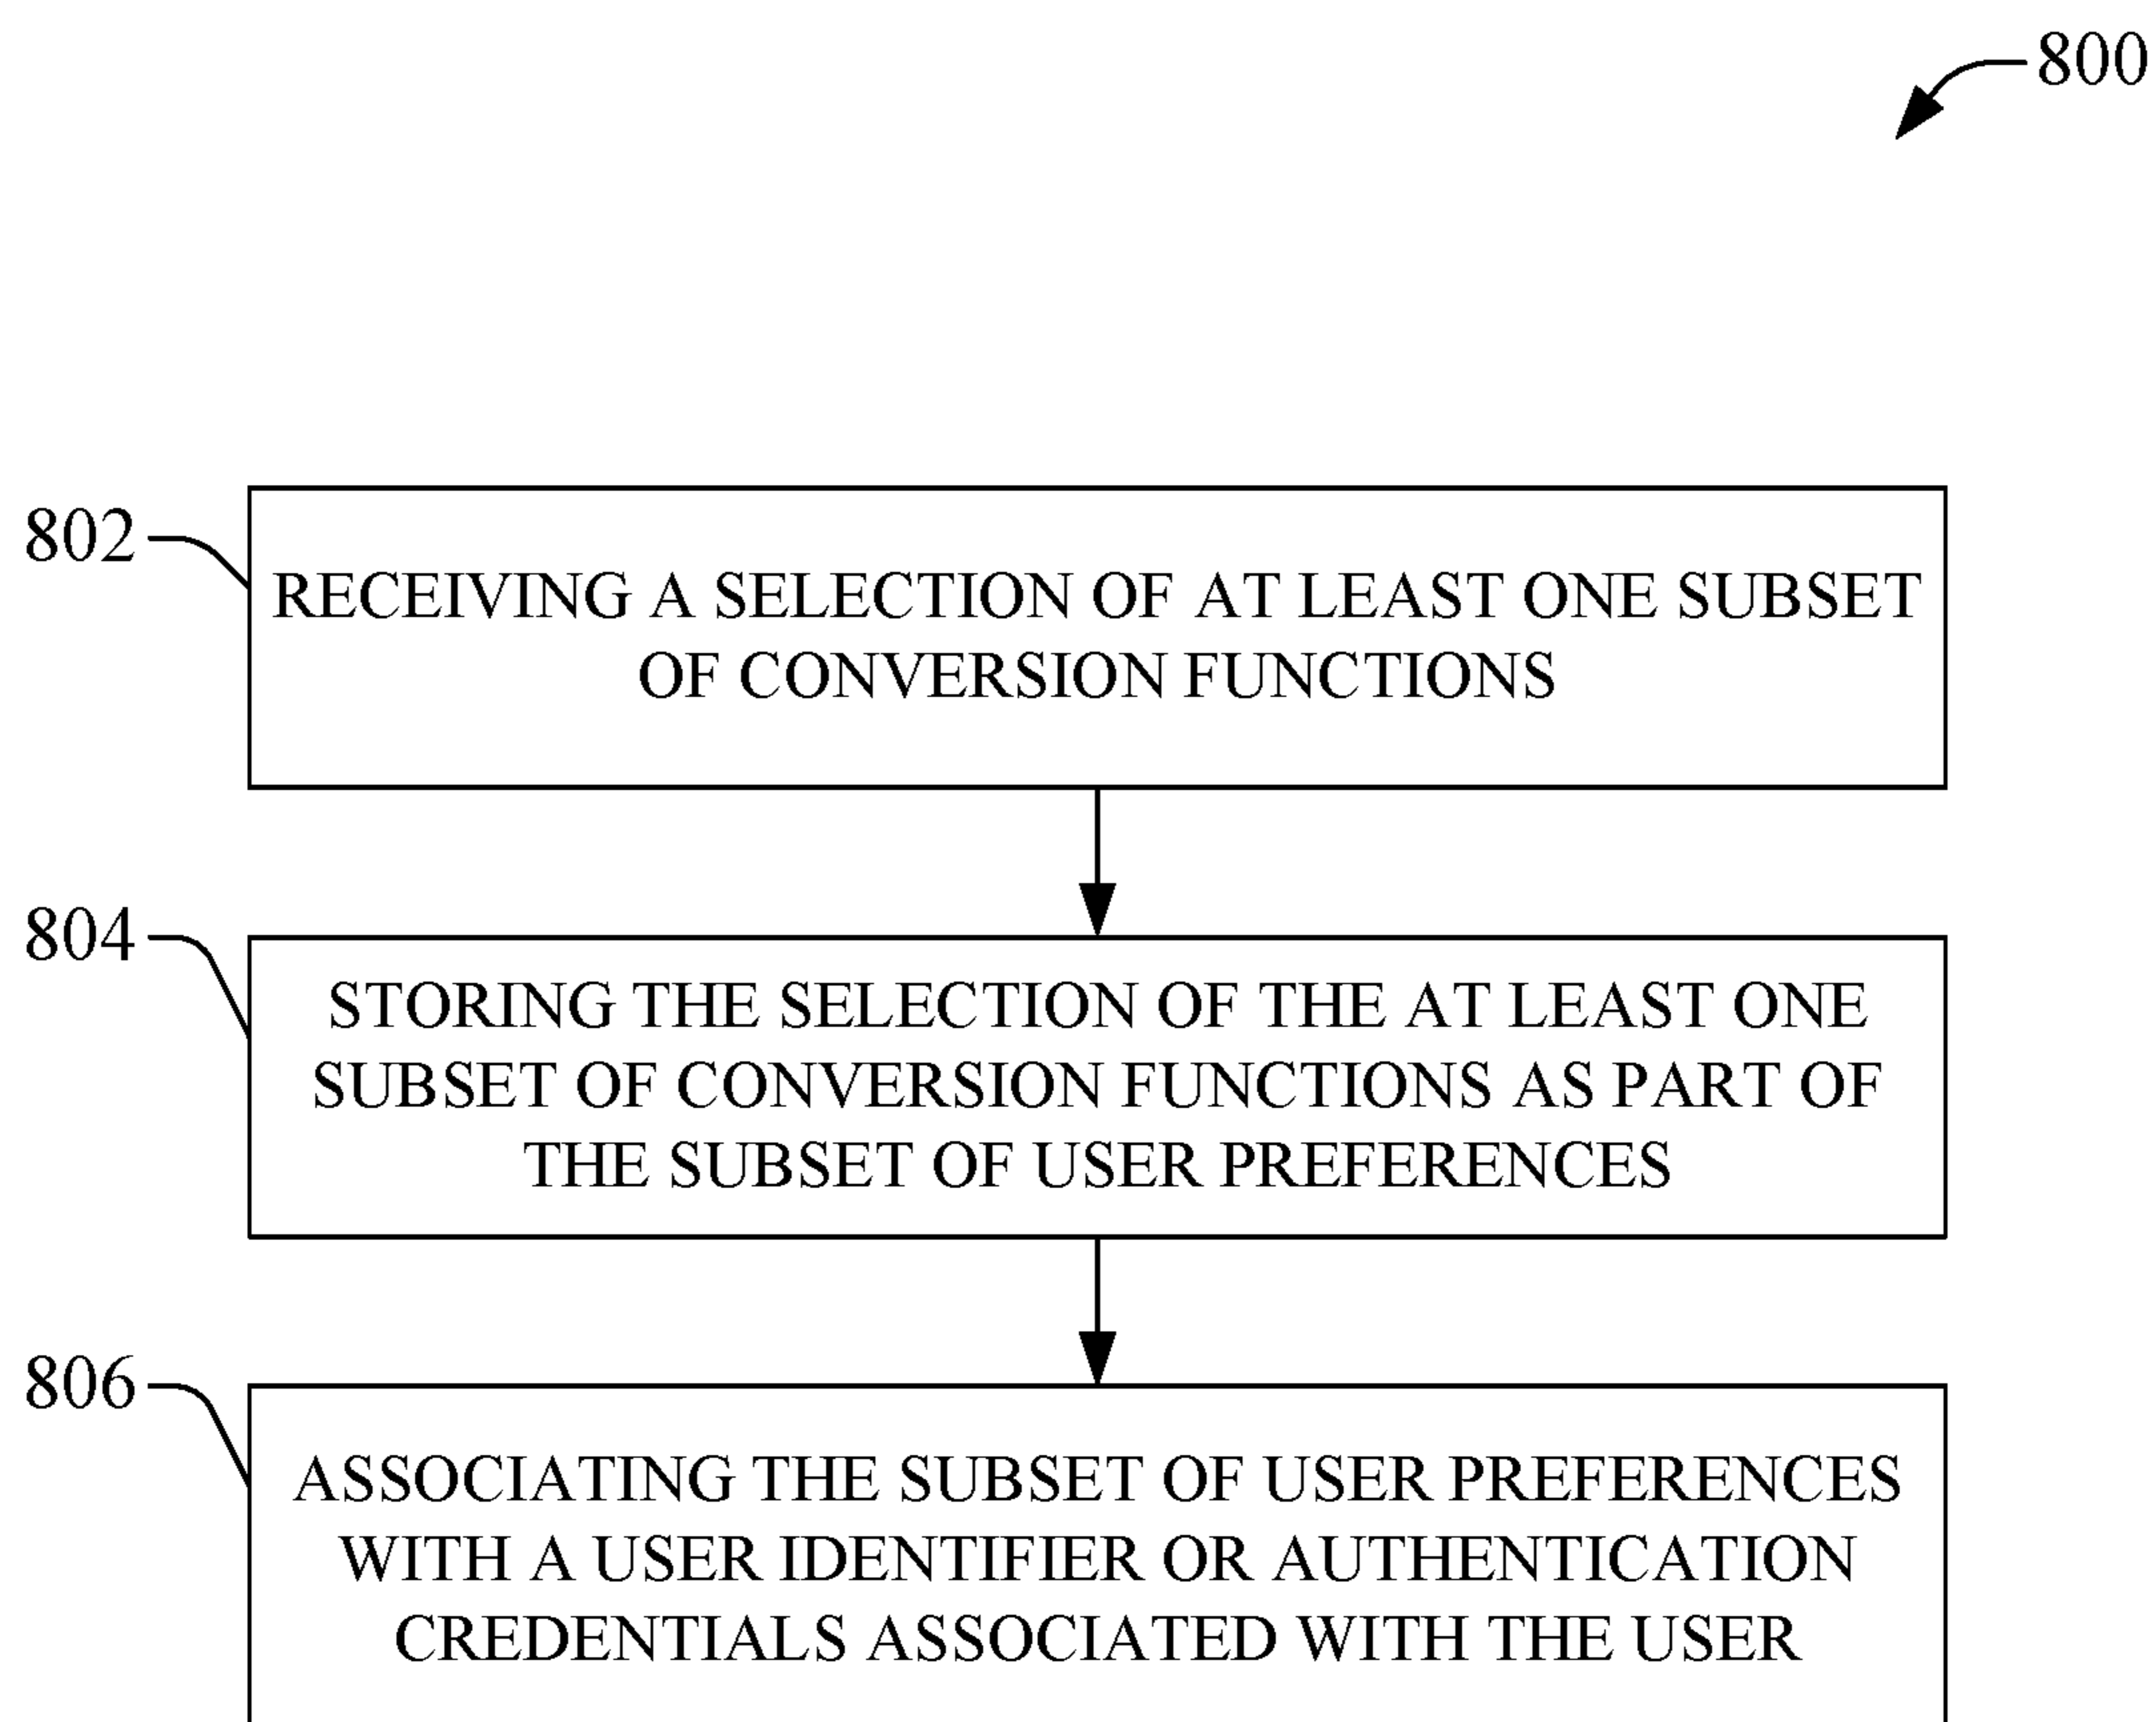 800
802
RECEIVING A SELECTION OF AT LEAST ONE SUBSET
OF CONVERSION FUNCTIONS
804
STORING THE SELECTION OF THE AT LEAST ONE
SUBSET OF CONVERSION FUNCTIONS AS PART OF
THE SUBSET OF USER PREFERENCES
806
ASSOCIATING THE SUBSET OF USER PREFERENCES
WITH A USER IDENTIFIER OR AUTHENTICATION
CREDENTIALS ASSOCIATED WITH THE USER